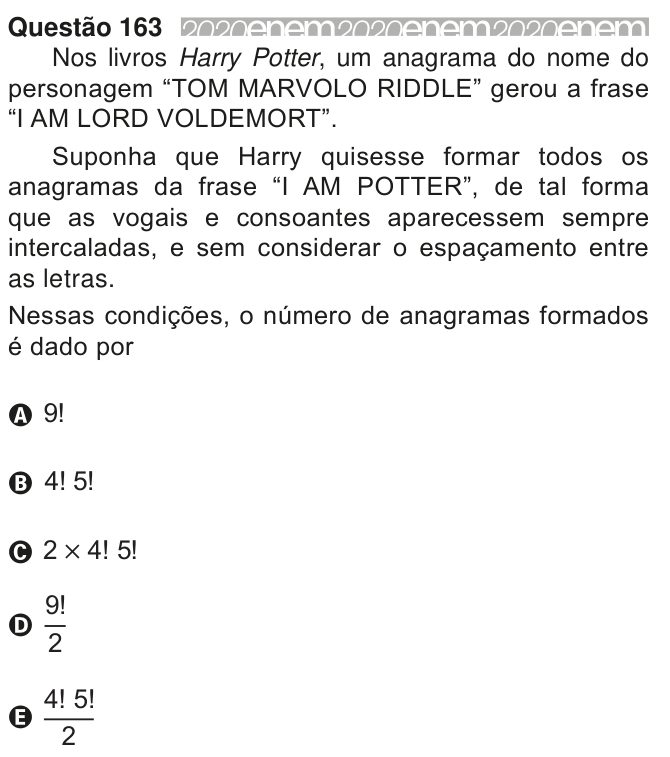 Questão 163 2020enem2020enem2020enem
Nos livros Harry Potter, um anagrama do nome do
personagem “TOM MARVOLO RIDDLE” gerou a frase
“I AM LORD VOLDEMORT”.
Suponha que Harry quisesse formar todos os
anagramas da frase “I AM POTTER”, de tal forma
que as vogais e consoantes aparecessem sempre
intercaladas, e sem considerar o espaçamento entre
as letras.
Nessas condições, o número de anagramas formados
é dado por
A 9!
B 4! 5!
C 2 × 4! 5!
D 9!/2
E 4! 5!/2